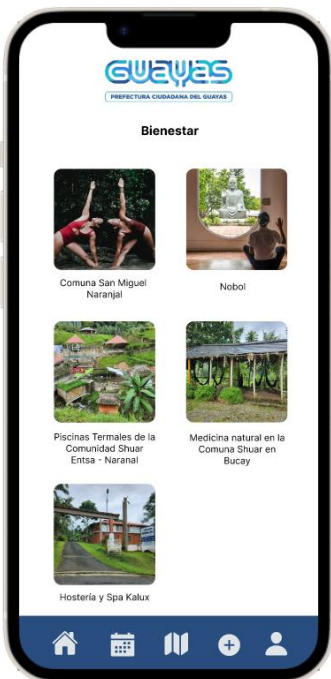 GUAYAS
PREFECTURA CIUDADANA DEL GUAYAS
Bienestar
Comuna San Miguel
Naranjal
Nobol
Piscinas Termales de la
Comunidad Shuar
Entsa - Naranal
Medicina natural en la
Comuna Shuar en
Bucay
Hostería y Spa Kalux